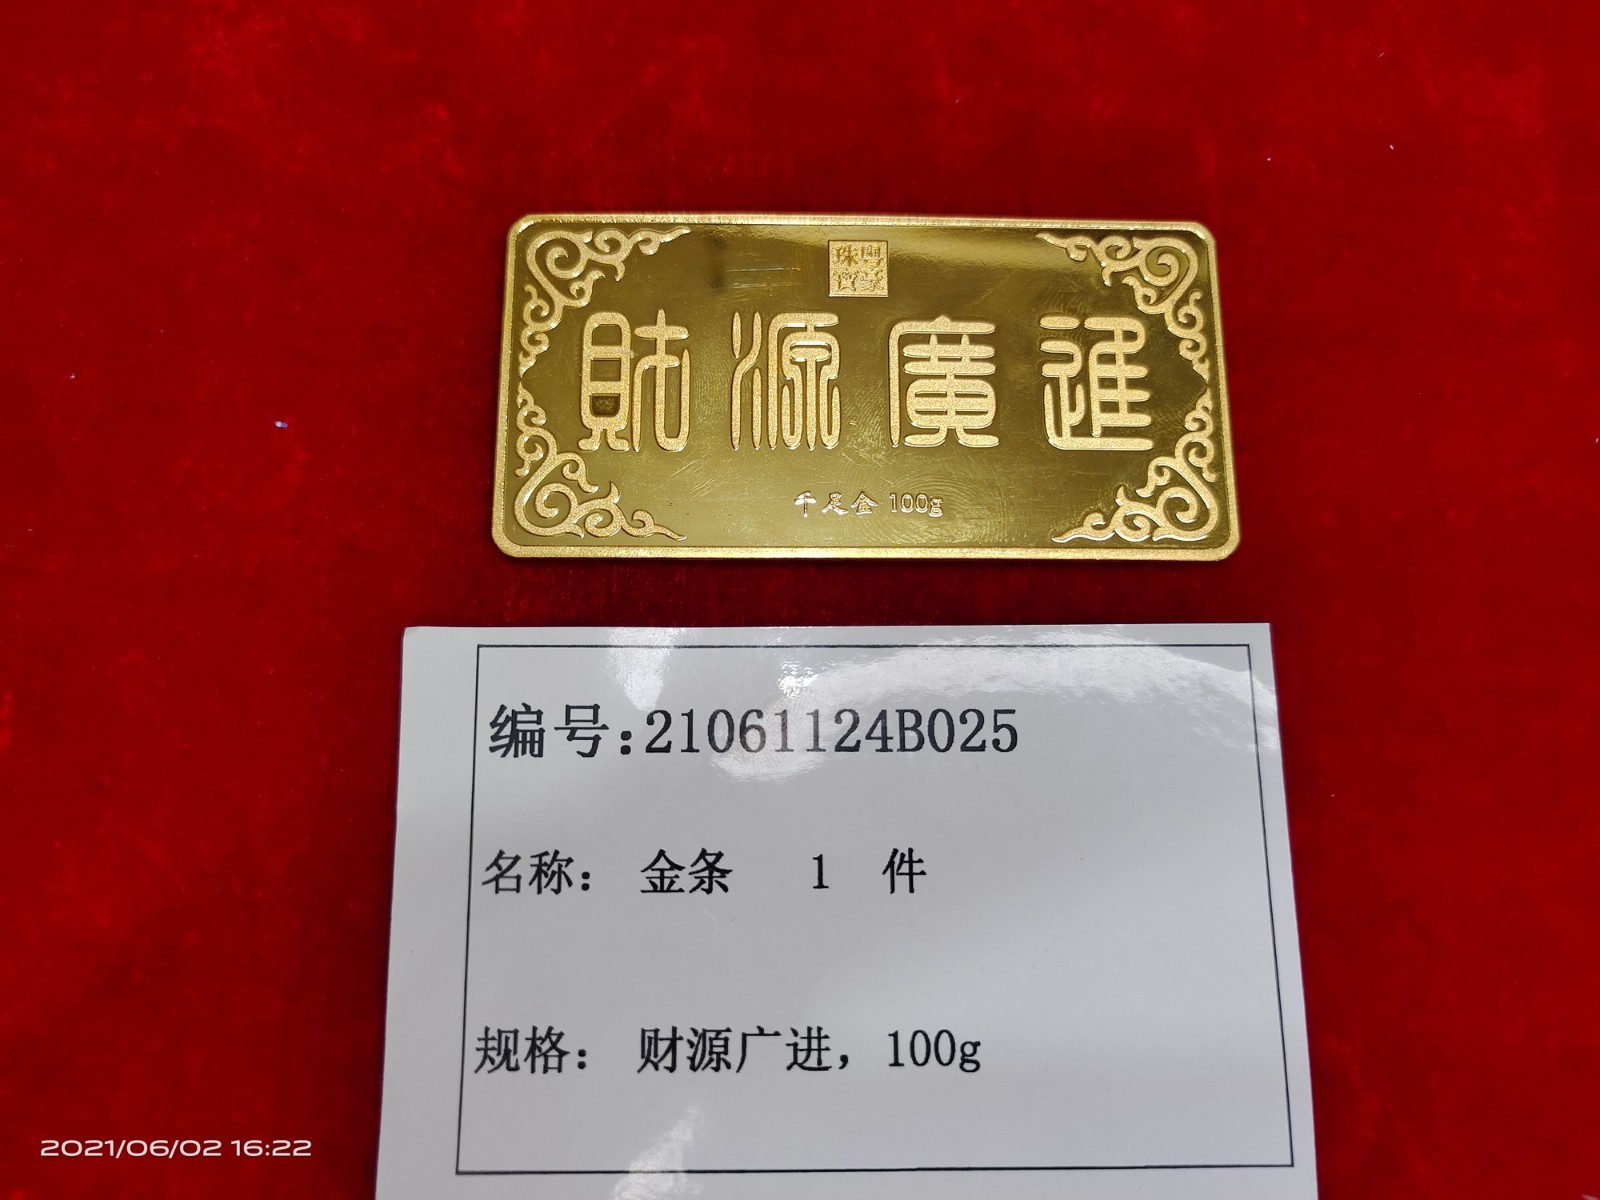 粤豪
珠寶
財源廣進
千足金 100g
编号:21061124B025
名称: 金条 1 件
规格: 财源广进, 100g
2021/06/02 16:22